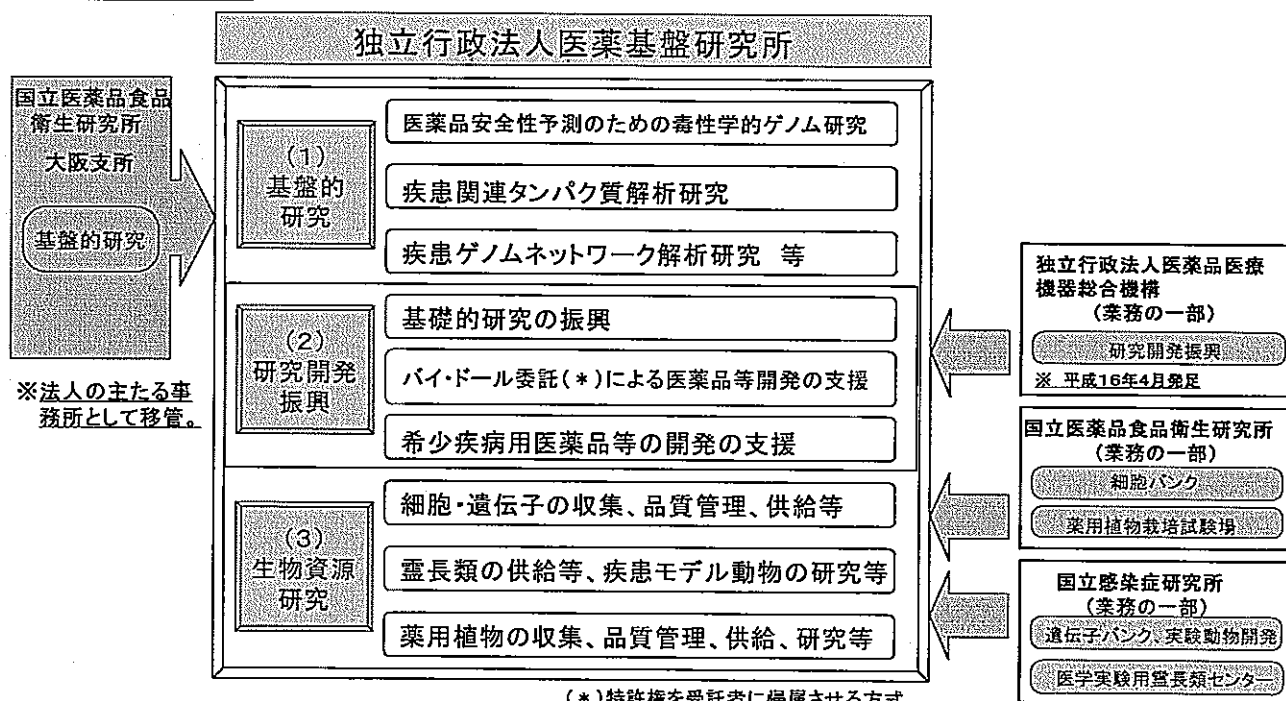 独立行政法人医薬基盤研究所
国立医薬品食品
衛生研究所
大阪支所
基盤的研究
※法人の主たる事
務所として移管。
(1)
基盤的
研究
医薬品安全性予測のための毒性学的ゲノム研究
疾患関連タンパク質解析研究
疾患ゲノムネットワーク解析研究 等
(2)
研究開発
振興
基礎的研究の振興
バイ・ドール委託(*)による医薬品等開発の支援
希少疾病用医薬品等の開発の支援
(3)
生物資源
研究
細胞・遺伝子の収集、品質管理、供給等
霊長類の供給等、疾患モデル動物の研究等
薬用植物の収集、品質管理、供給、研究等
独立行政法人医薬品医療
機器総合機構
(業務の一部)
研究開発振興
※ 平成16年4月発足
国立医薬品食品衛生研究所
(業務の一部)
細胞バンク
薬用植物栽培試験場
国立感染症研究所
(業務の一部)
遺伝子バンク、実験動物開発
医学実験用霊長類センター
(*)特許権を受託者に帰属させる方式